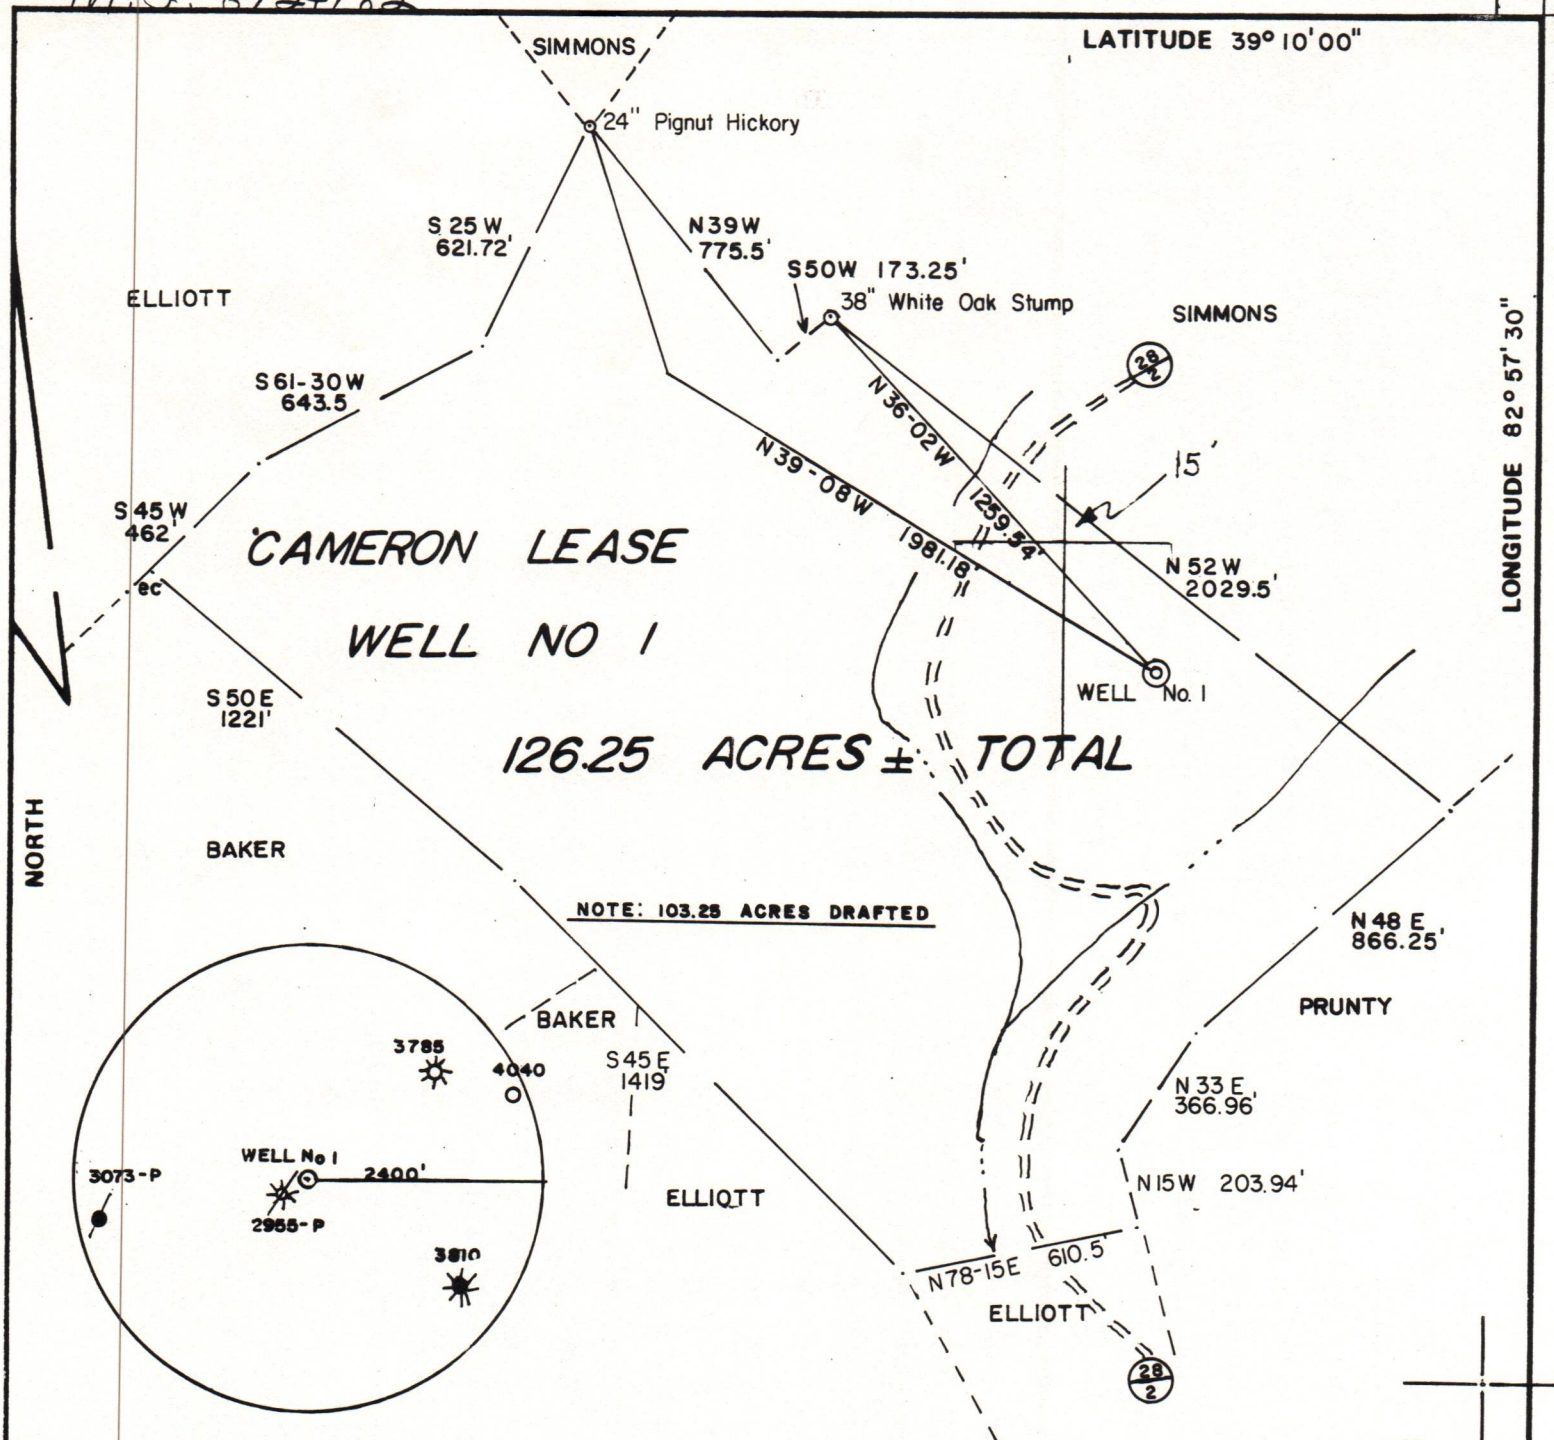 SIMMONS
LATITUDE 39° 10' 00"
24" Pignut Hickory
S 25 W
621.72'
N39W
775.5'
S50W 173.25'
38" White Oak Stump
SIMMONS
ELLIOTT
LONGITUDE 82° 57' 30"
28
2
S 61-30 W
643.5
N 36-02 W 1259.54'
N 39-08 W 1981.18'
15'
S 45 W
462'
CAMERON LEASE
N 52 W
2029.5'
ec
WELL NO 1
S 50 E
1221'
WELL No. 1
126.25 ACRES ± TOTAL
NORTH
BAKER
NOTE: 103.25 ACRES DRAFTED
N 48 E
866.25'
PRUNTY
BAKER
3785
4040
S 45 E
1419'
N 33 E
366.96'
WELL No 1
3073-P
2400'
N 15 W 203.94'
ELLIOTT
2955-P
3810
N 78-15 E 610.5'
ELLIOTT
28
2